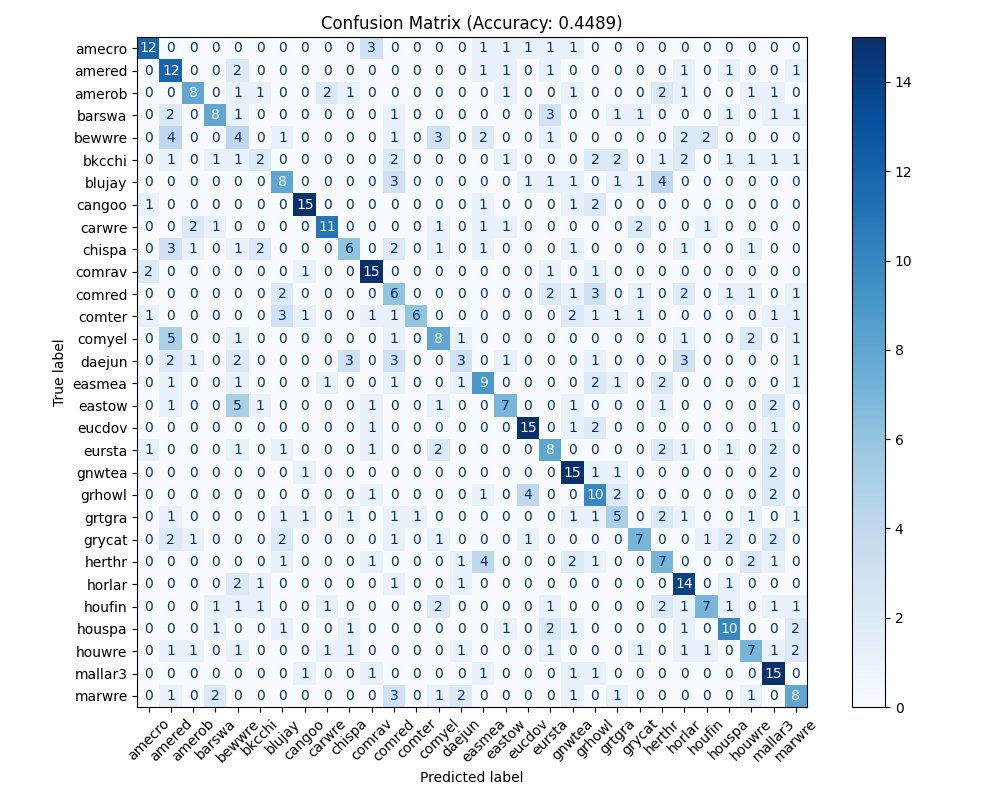 Confusion Matrix (Accuracy: 0.4489)
amecro 12 0 0 0 0 0 0 0 0 0 3 0 0 0 0 1 1 1 1 1 0 0 0 0 0 0 0 0 0 0
amered 0 12 0 0 2 0 0 0 0 0 0 0 0 0 0 1 1 0 1 0 0 0 0 0 1 0 1 0 0 1
amerob 0 0 8 0 1 1 0 0 2 1 0 0 0 0 0 0 1 0 0 1 0 0 0 2 1 0 0 1 1 0
barswa 0 2 0 8 1 0 0 0 0 0 0 1 0 0 0 0 0 0 3 0 0 1 1 0 0 0 1 0 1 1
bewwre 0 4 0 0 4 0 1 0 0 0 0 1 0 3 0 2 0 0 1 0 0 0 0 0 2 2 0 0 0 0
bkcchi 0 1 0 1 1 2 0 0 0 0 0 2 0 0 0 0 1 0 0 0 2 2 0 1 2 0 1 1 1 1
blujay 0 0 0 0 0 0 8 0 0 0 0 3 0 0 0 0 0 1 1 1 0 1 1 4 0 0 0 0 0 0
cangoo 1 0 0 0 0 0 0 15 0 0 0 0 0 0 0 1 0 0 0 1 2 0 0 0 0 0 0 0 0 0
carwre 0 0 2 1 0 0 0 0 11 0 0 0 0 1 0 1 1 0 0 0 0 0 2 0 0 1 0 0 0 0
chispa 0 3 1 0 1 2 0 0 0 6 0 2 0 1 0 1 0 0 0 1 0 0 0 0 1 0 0 1 0 0
comrav 2 0 0 0 0 0 0 1 0 0 15 0 0 0 0 0 0 0 1 0 1 0 0 0 0 0 0 0 0 0
comred 0 0 0 0 0 0 2 0 0 0 0 6 0 0 0 0 0 0 2 1 3 0 1 0 2 0 1 1 0 1
comter 1 0 0 0 0 0 3 1 0 0 1 1 6 0 0 0 0 0 0 2 1 1 1 0 0 0 0 0 1 1
comyel 0 5 0 0 1 0 0 0 0 0 0 1 0 8 1 0 0 0 0 0 0 0 0 0 1 0 0 2 0 1
daejun 0 2 1 0 2 0 0 0 0 3 0 3 0 0 3 0 1 0 0 0 1 0 0 0 3 0 0 0 0 1
easmea 0 1 0 0 1 0 0 0 1 0 0 1 0 0 1 9 0 0 0 0 2 1 0 2 0 0 0 0 0 1
eastow 0 1 0 0 5 1 0 0 0 0 1 0 0 1 0 0 7 0 0 1 0 0 0 1 0 0 0 0 2 0
eucdov 0 0 0 0 0 0 0 0 0 0 1 0 0 0 0 0 0 15 0 1 2 0 0 0 0 0 0 0 1 0
eursta 1 0 0 0 1 0 1 0 0 0 1 0 0 2 0 0 0 0 8 0 0 0 0 2 1 0 1 0 2 0
gnwtea 0 0 0 0 0 0 0 1 0 0 0 0 0 0 0 0 0 0 0 15 1 1 0 0 0 0 0 0 2 0
grhowl 0 0 0 0 0 0 0 0 0 0 1 0 0 0 0 1 0 4 0 0 10 2 0 0 0 0 0 0 2 0
grtgra 0 1 0 0 0 0 1 1 0 1 0 1 1 0 0 0 0 0 0 1 1 5 0 2 1 0 0 1 0 1
grycat 0 2 1 0 0 0 2 0 0 0 0 1 0 1 0 0 0 1 0 0 0 0 7 0 0 1 2 0 2 0
herthr 0 0 0 0 0 0 1 0 0 0 1 0 0 0 1 4 0 0 0 2 1 0 0 7 0 0 0 2 1 0
horlar 0 0 0 0 2 1 0 0 0 0 0 1 0 0 1 0 0 0 0 0 0 0 0 0 14 0 1 0 0 0
houfin 0 0 0 1 1 1 0 0 1 0 0 0 0 2 0 0 0 0 1 0 0 0 0 2 1 7 1 0 1 1
houspa 0 0 0 1 0 0 1 0 0 1 0 0 0 0 0 0 1 0 2 1 0 0 0 0 1 0 10 0 0 2
houwre 0 1 1 0 1 0 0 0 1 1 0 0 0 0 1 0 0 0 1 0 0 0 1 0 1 1 0 7 1 2
mallar3 0 0 0 0 0 0 0 1 0 0 1 0 0 0 0 1 0 0 0 1 1 0 0 0 0 0 0 0 15 0
marwre 0 1 0 2 0 0 0 0 0 0 0 3 0 1 2 0 0 0 0 1 0 1 0 0 0 0 0 1 0 8
True label
amecro amered amerob barswa bewwre bkcchi blujay cangoo carwre chispa comrav comred comter comyel daejun easmea eastow eucdov eursta gnwtea grhowl grtgra grycat herthr horlar houfin houspa houwre mallar3 marwre
Predicted label
14
12
10
8
6
4
2
0